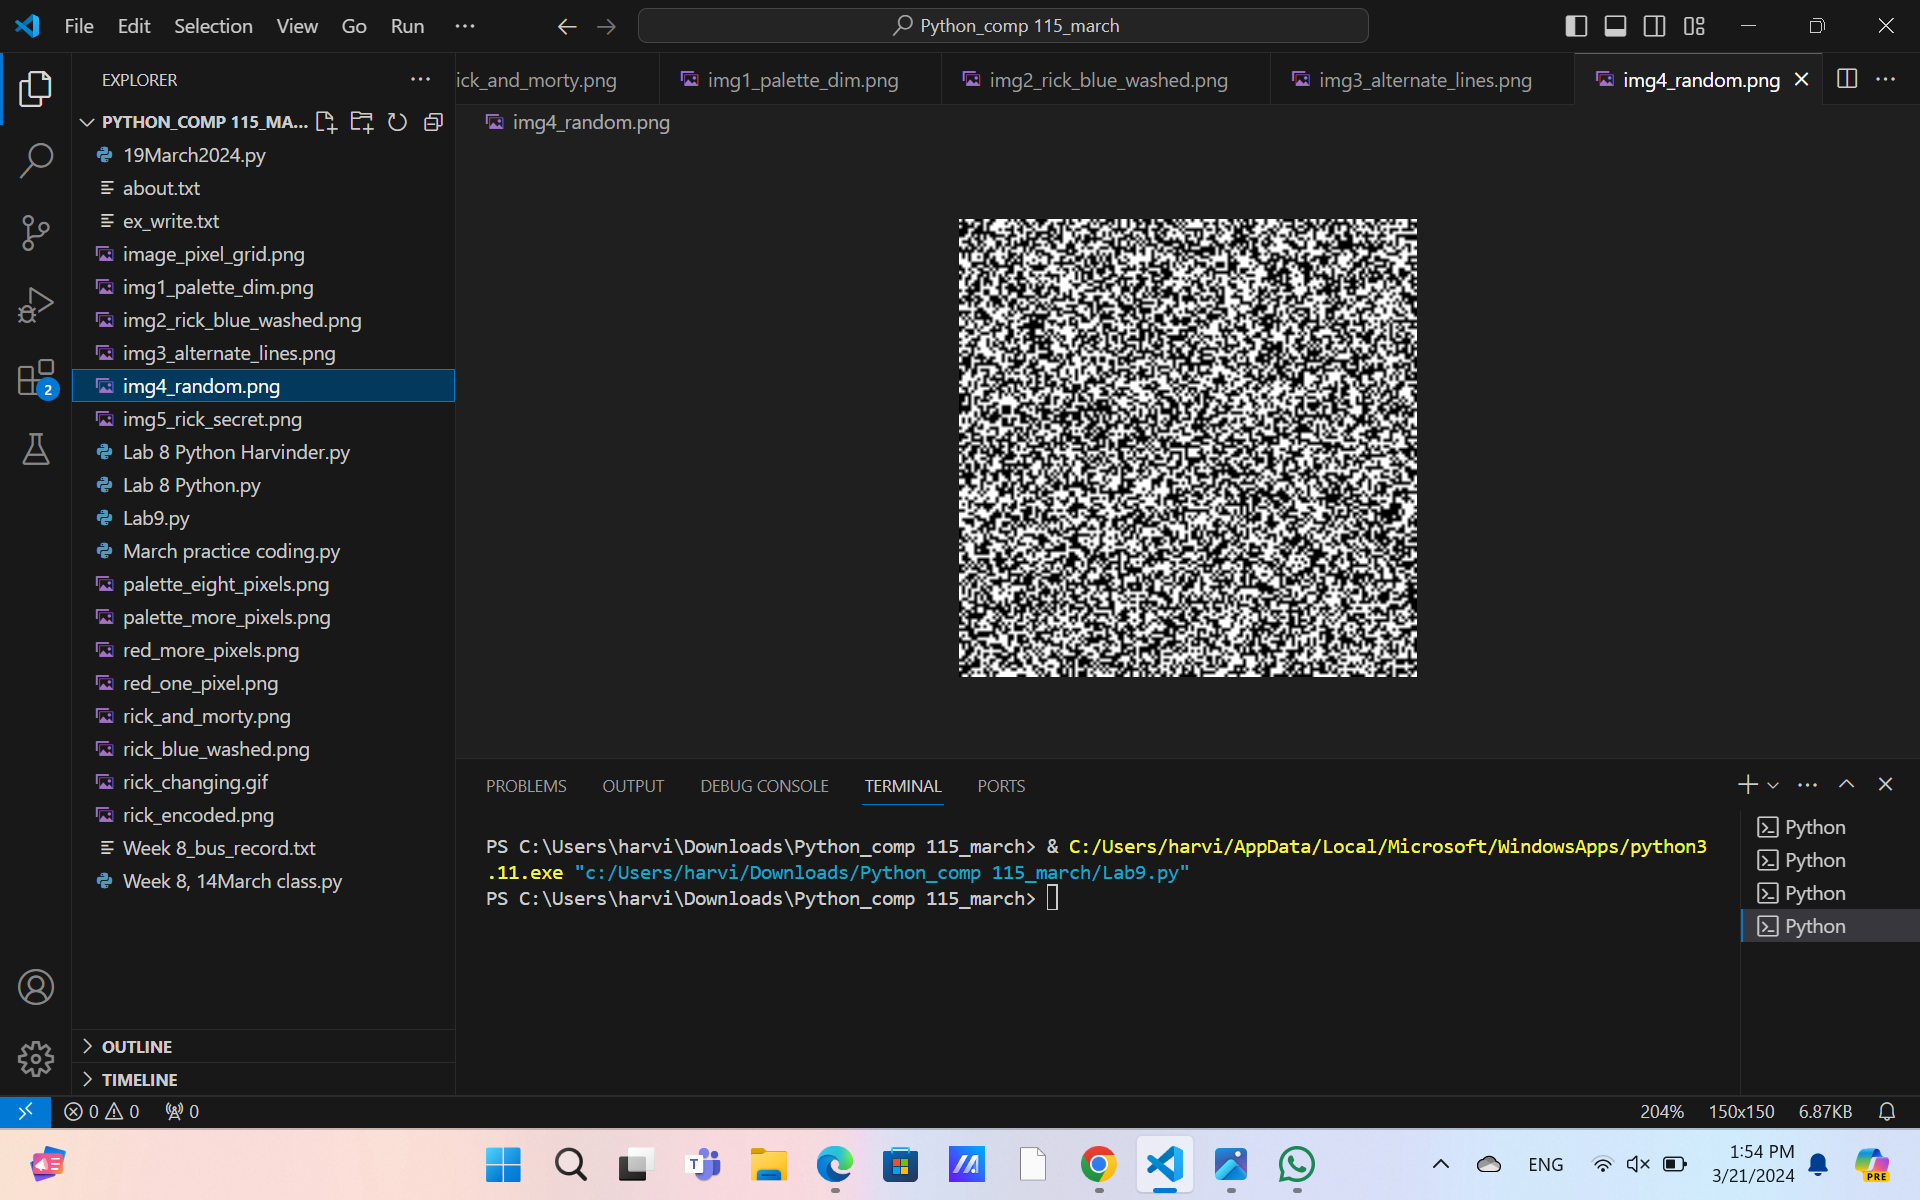 File Edit Selection View Go Run
Python_comp 115_march
EXPLORER
ick_and_morty.png img1_palette_dim.png img2_rick_blue_washed.png img3_alternate_lines.png img4_random.png
PYTHON_COMP 115_MA...
img4_random.png
19March2024.py
about.txt
ex_write.txt
image_pixel_grid.png
img1_palette_dim.png
img2_rick_blue_washed.png
img3_alternate_lines.png
img4_random.png
img5_rick_secret.png
Lab 8 Python Harvinder.py
Lab 8 Python.py
Lab9.py
March practice coding.py
palette_eight_pixels.png
palette_more_pixels.png
red_more_pixels.png
red_one_pixel.png
rick_and_morty.png
rick_blue_washed.png
rick_changing.gif
rick_encoded.png
Week 8_bus_record.txt
Week 8, 14March class.py
OUTLINE
TIMELINE
2
PROBLEMS OUTPUT DEBUG CONSOLE TERMINAL PORTS
PS C:\Users\harvi\Downloads\Python_comp 115_march> & C:/Users/harvi/AppData/Local/Microsoft/WindowsApps/python3
.11.exe "c:/Users/harvi/Downloads/Python_comp 115_march/Lab9.py"
PS C:\Users\harvi\Downloads\Python_comp 115_march>
Python
Python
Python
Python
0 0 0
204% 150x150 6.87KB
T
ENG
1:54 PM
3/21/2024
PRE